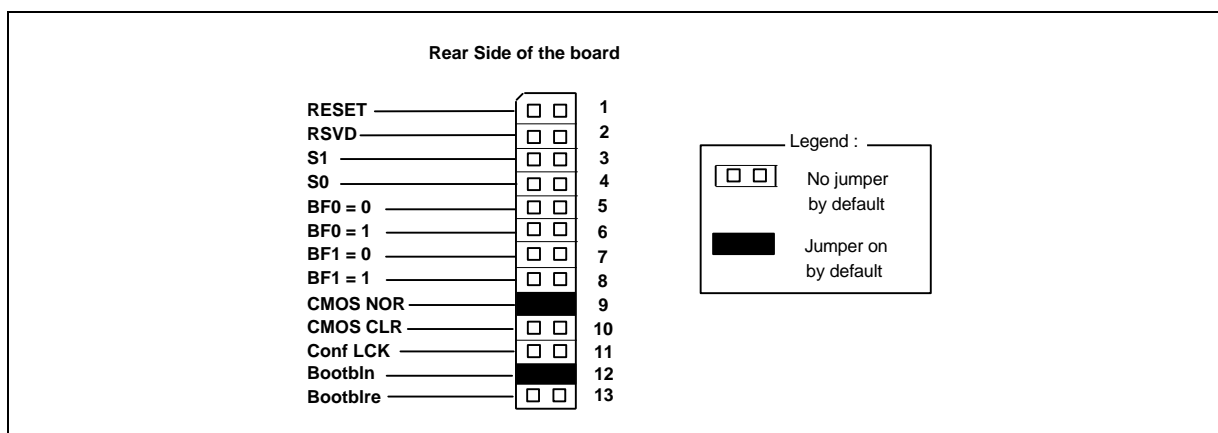 Rear Side of the board
RESET 1
RSVD 2
S1 3
S0 4
BF0 = 0 5
BF0 = 1 6
BF1 = 0 7
BF1 = 1 8
CMOS NOR 9
CMOS CLR 10
Conf LCK 11
Bootbln 12
Bootblre 13
Legend :
No jumper
by default
Jumper on
by default